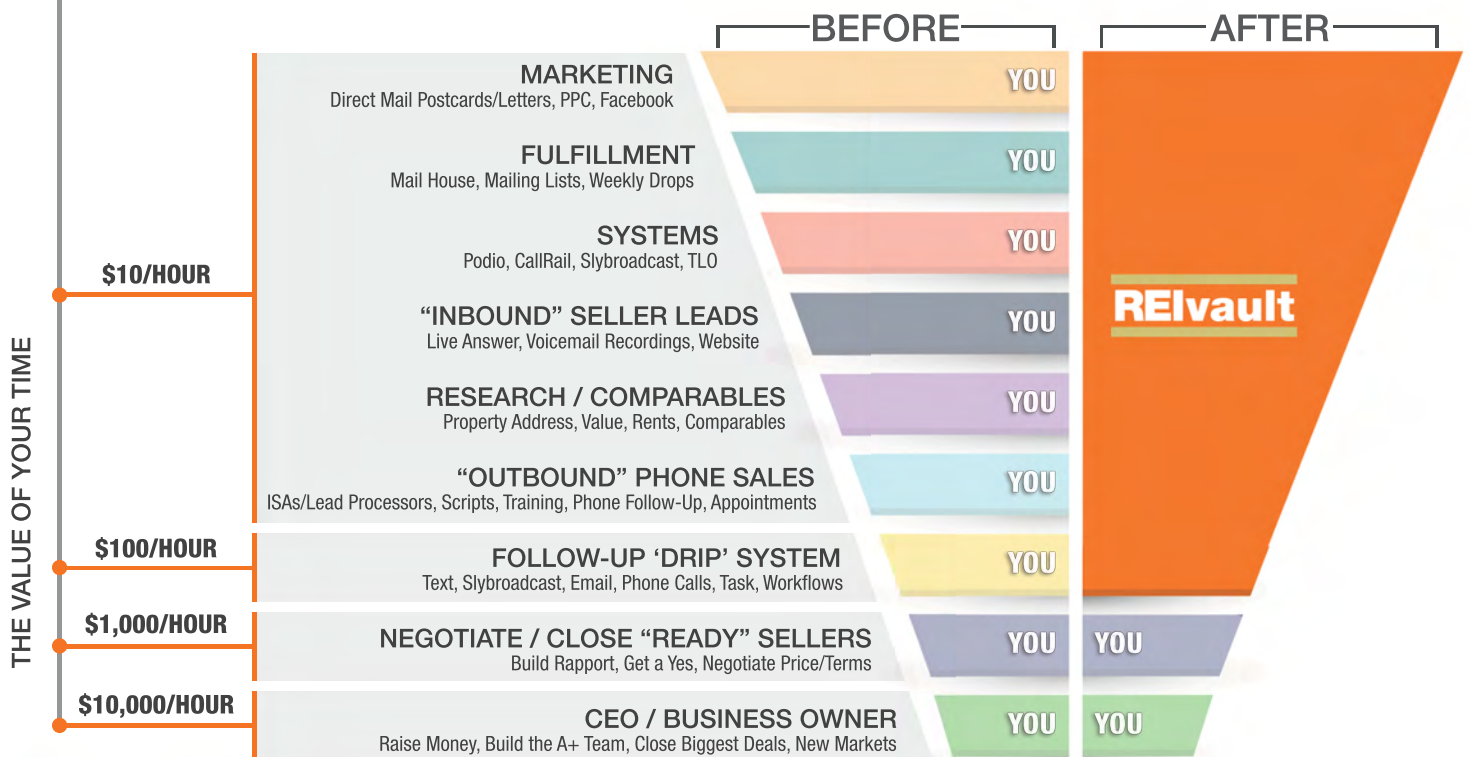 BEFORE
AFTER
MARKETING
Direct Mail Postcards/Letters, PPC, Facebook
YOU
FULFILLMENT
Mail House, Mailing Lists, Weekly Drops
YOU
SYSTEMS
Podio, CallRail, Slybroadcast, TLO
YOU
$10/HOUR
“INBOUND” SELLER LEADS
Live Answer, Voicemail Recordings, Website
YOU
REIvault
RESEARCH / COMPARABLES
Property Address, Value, Rents, Comparables
YOU
“OUTBOUND” PHONE SALES
ISAs/Lead Processors, Scripts, Training, Phone Follow-Up, Appointments
YOU
THE VALUE OF YOUR TIME
$100/HOUR
FOLLOW-UP ‘DRIP’ SYSTEM
Text, Slybroadcast, Email, Phone Calls, Task, Workflows
YOU
$1,000/HOUR
NEGOTIATE / CLOSE “READY” SELLERS
Build Rapport, Get a Yes, Negotiate Price/Terms
YOU
YOU
$10,000/HOUR
CEO / BUSINESS OWNER
Raise Money, Build the A+ Team, Close Biggest Deals, New Markets
YOU
YOU